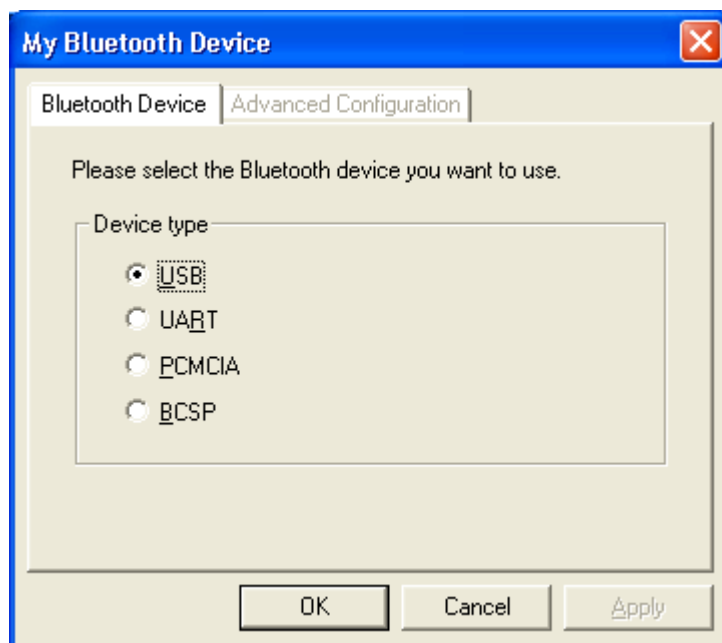 My Bluetooth Device
Bluetooth Device Advanced Configuration
Please select the Bluetooth device you want to use.
Device type
USB
UART
PCMCIA
BCSP
OK Cancel Apply